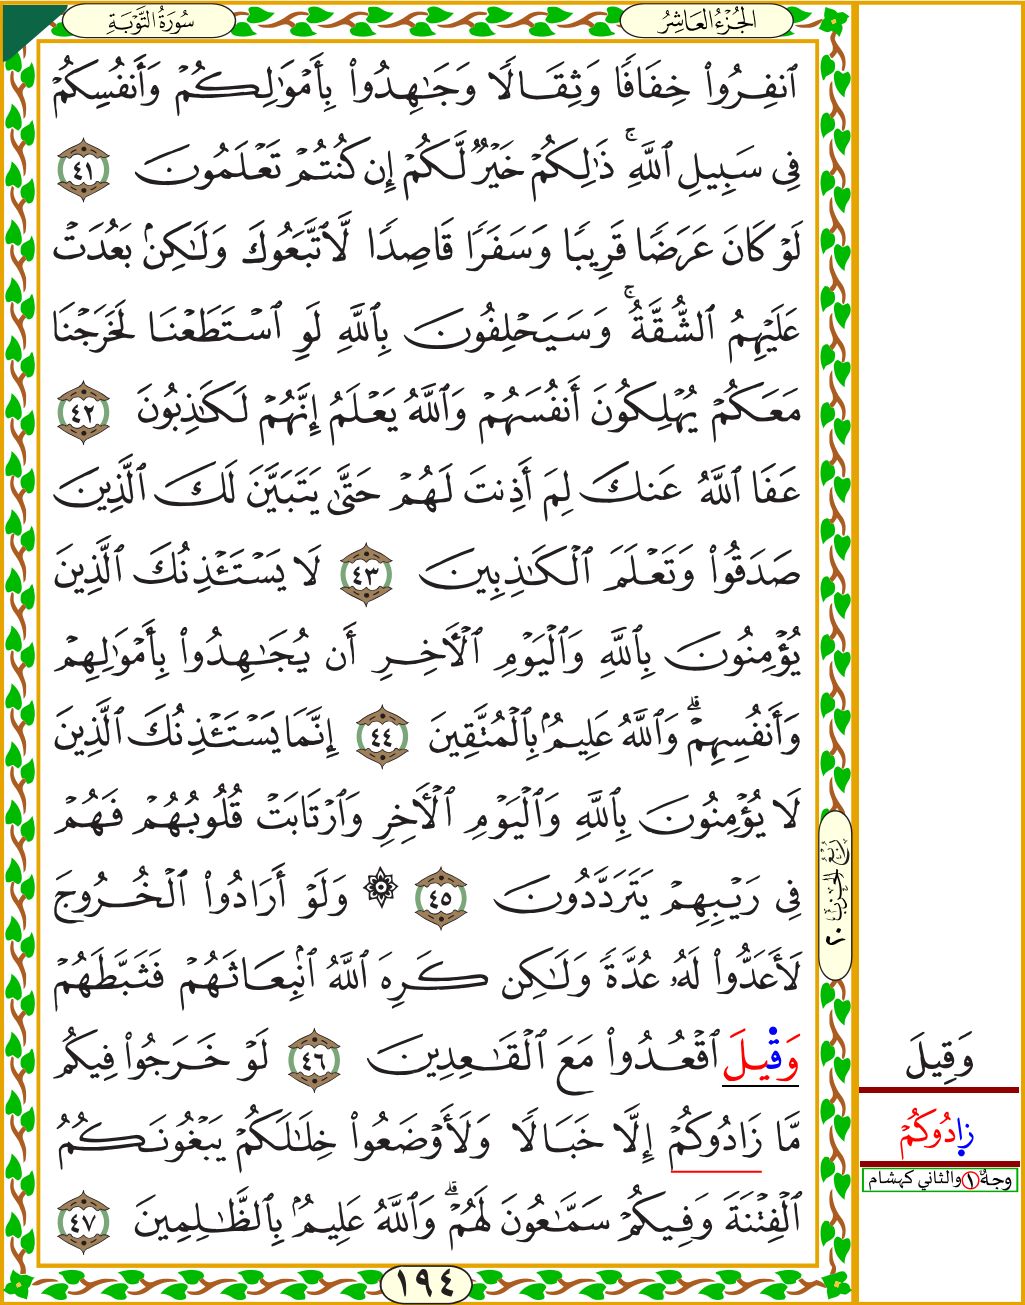 سُورَةُ التَّوْبَةِ
الجُزْءُ العَاشِرُ
ٱنفِرُوا۟ خِفَافًا وَثِقَالًا وَجَـٰهِدُوا۟ بِأَمْوَٰلِكُمْ وَأَنفُسِكُمْ
فِى سَبِيلِ ٱللَّهِ ۚ ذَٰلِكُمْ خَيْرٌ لَّكُمْ إِن كُنتُمْ تَعْلَمُونَ ٤١
لَوْ كَانَ عَرَضًا قَرِيبًا وَسَفَرًا قَاصِدًا لَّٱتَّبَعُوكَ وَلَـٰكِنۢ بَعُدَتْ
عَلَيْهِمُ ٱلشُّقَّةُ ۚ وَسَيَحْلِفُونَ بِٱللَّهِ لَوِ ٱسْتَطَعْنَا لَخَرَجْنَا
مَعَكُمْ يُهْلِكُونَ أَنفُسَهُمْ وَٱللَّهُ يَعْلَمُ إِنَّهُمْ لَكَـٰذِبُونَ ٤٢
عَفَا ٱللَّهُ عَنكَ لِمَ أَذِنتَ لَهُمْ حَتَّىٰ يَتَبَيَّنَ لَكَ ٱلَّذِينَ
صَدَقُوا۟ وَتَعْلَمَ ٱلْكَـٰذِبِينَ ٤٣ لَا يَسْتَـْٔذِنُكَ ٱلَّذِينَ
يُؤْمِنُونَ بِٱللَّهِ وَٱلْيَوْمِ ٱلْـَٔاخِرِ أَن يُجَـٰهِدُوا۟ بِأَمْوَٰلِهِمْ
وَأَنفُسِهِمْ ۗ وَٱللَّهُ عَلِيمٌۢ بِٱلْمُتَّقِينَ ٤٤ إِنَّمَا يَسْتَـْٔذِنُكَ ٱلَّذِينَ
لَا يُؤْمِنُونَ بِٱللَّهِ وَٱلْيَوْمِ ٱلْـَٔاخِرِ وَٱرْتَابَتْ قُلُوبُهُمْ فَهُمْ
فِى رَيْبِهِمْ يَتَرَدَّدُونَ ٤٥ ۞ وَلَوْ أَرَادُوا۟ ٱلْخُرُوجَ
لَأَعَدُّوا۟ لَهُۥ عُدَّةً وَلَـٰكِن كَرِهَ ٱللَّهُ ٱنۢبِعَاثَهُمْ فَثَبَّطَهُمْ
وَقِيلَ ٱقْعُدُوا۟ مَعَ ٱلْقَـٰعِدِينَ ٤٦ لَوْ خَرَجُوا۟ فِيكُم
مَّا زَادُوكُمْ إِلَّا خَبَالًا وَلَأَوْضَعُوا۟ خِلَـٰلَكُمْ يَبْغُونَكُمُ
ٱلْفِتْنَةَ وَفِيكُمْ سَمَّـٰعُونَ لَهُمْ ۗ وَٱللَّهُ عَلِيمٌۢ بِٱلظَّـٰلِمِينَ ٤٧
رُبْعُ الحِزْب ٢٠
وَقِيلَ
زَادُوكُمْ
وجهٌ ١ والثاني كهشام
١٩٤